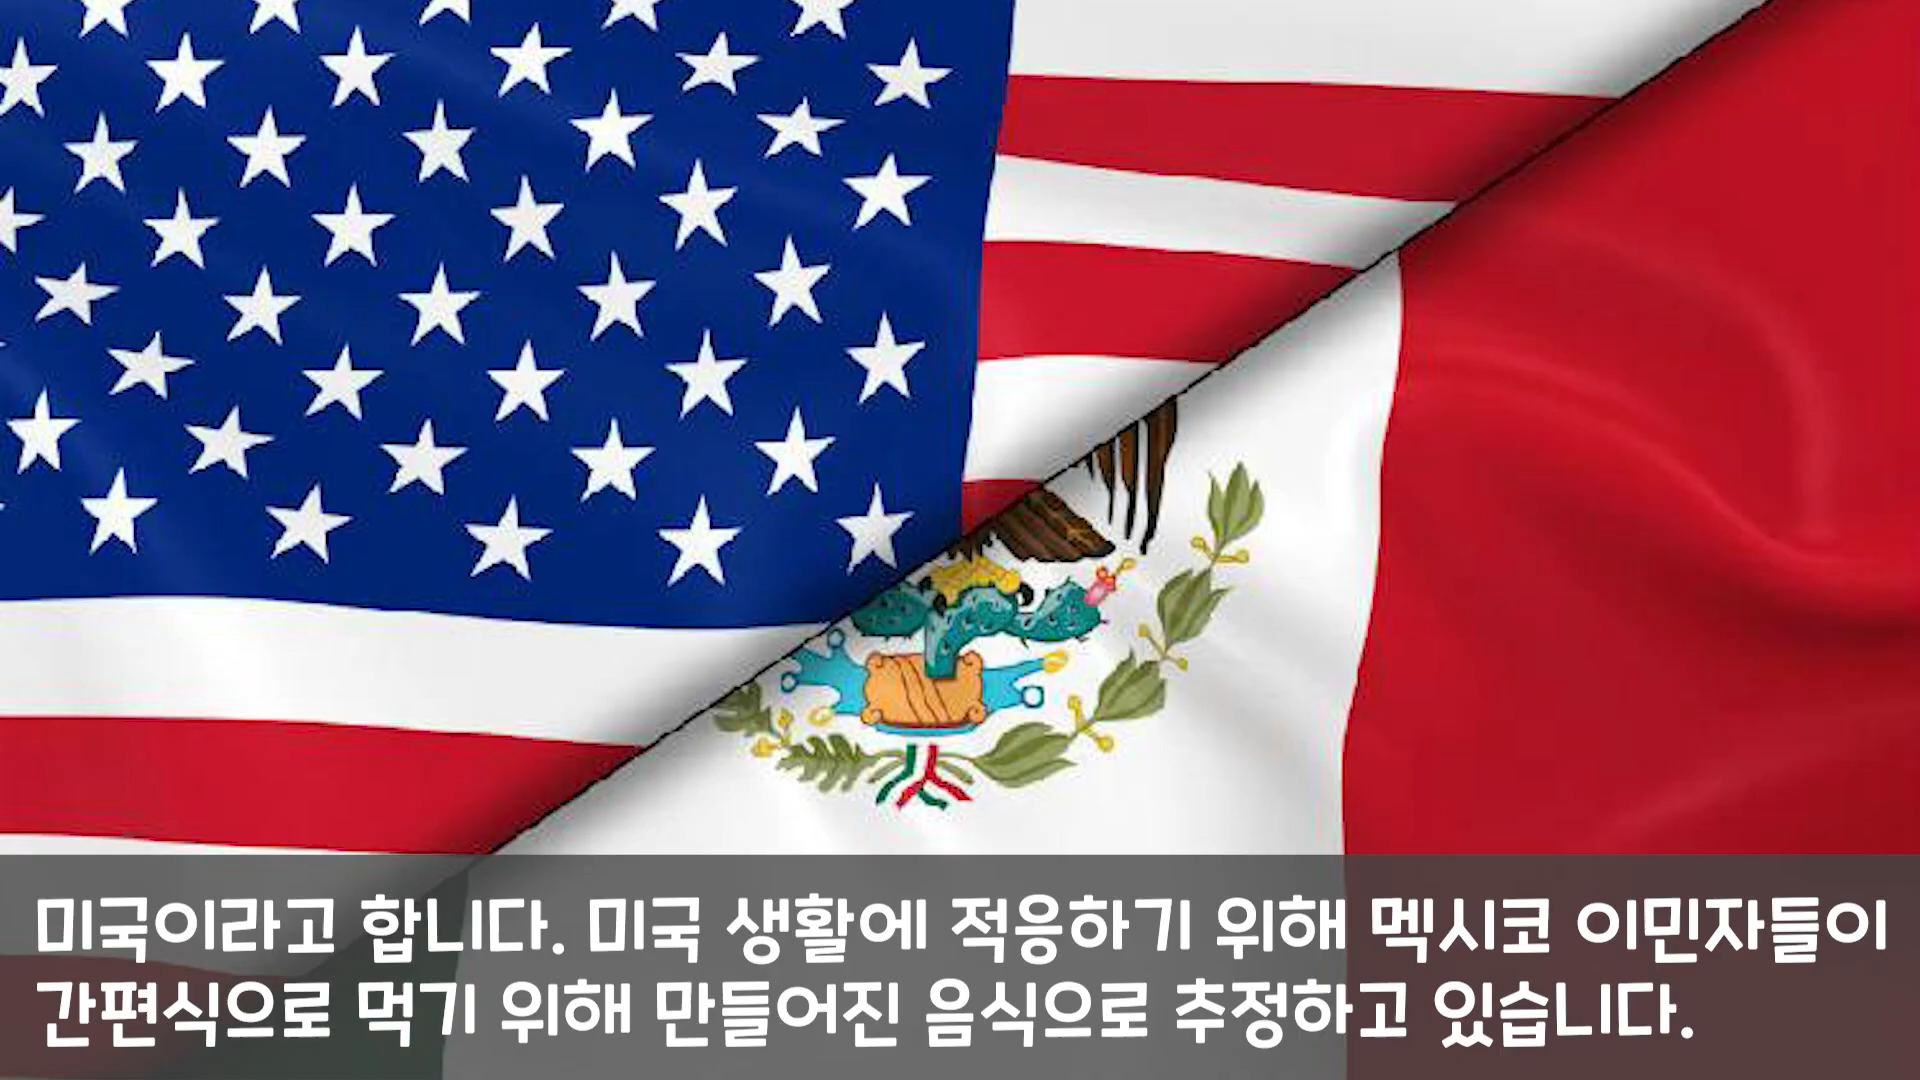 미국이라고 합니다. 미국 생활에 적응하기 위해 멕시코 이민자들이
간편식으로 먹기 위해 만들어진 음식으로 추정하고 있습니다.